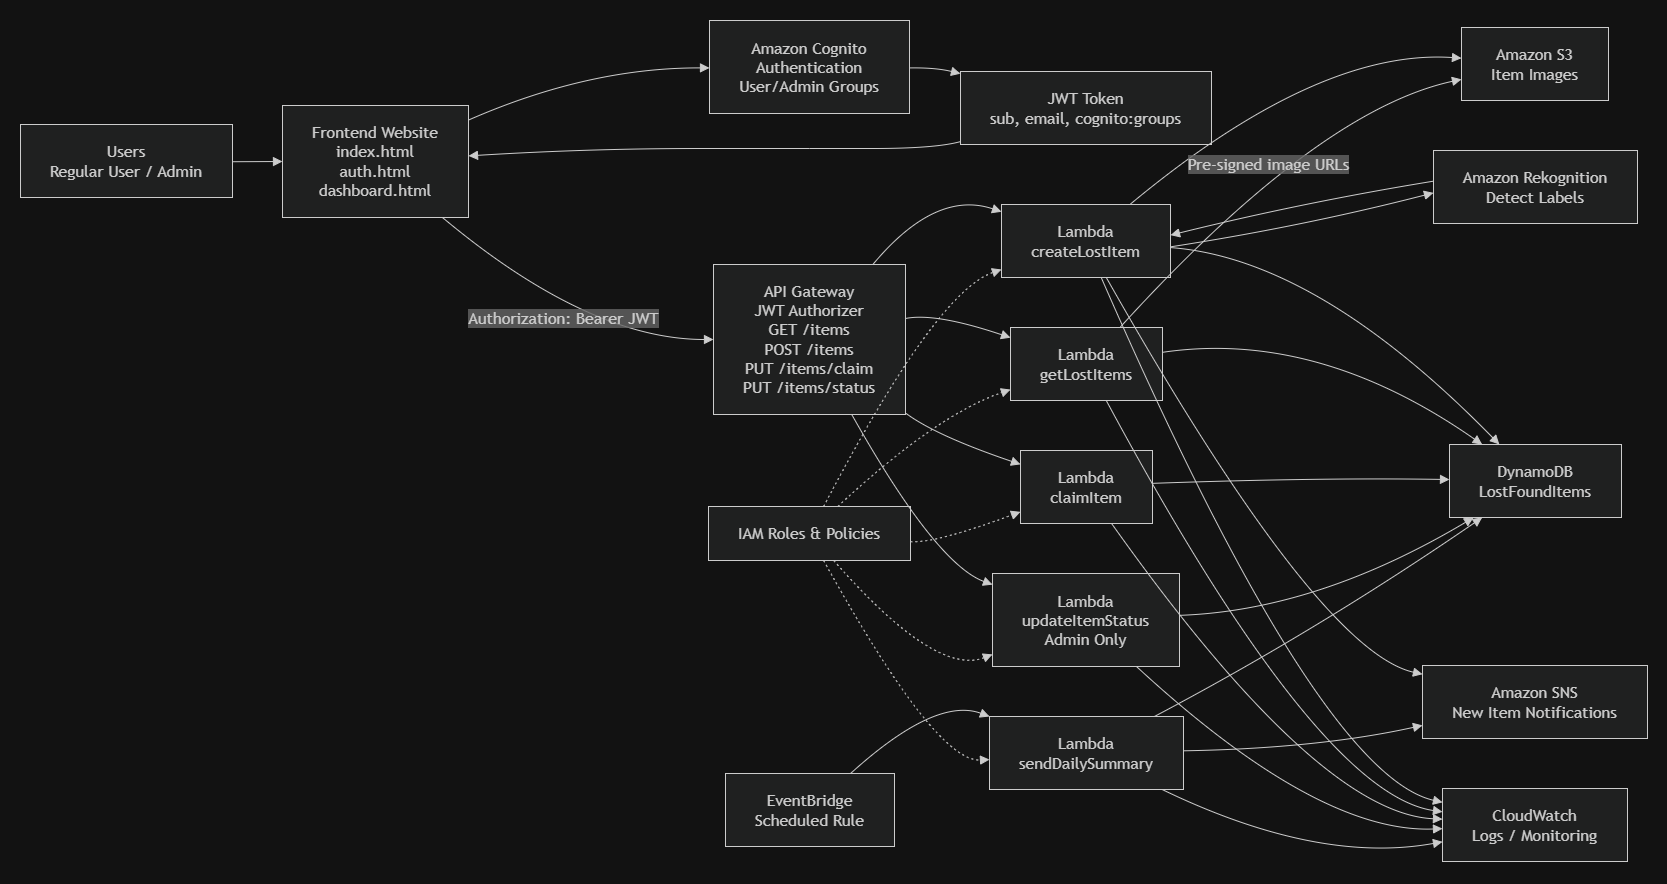 Users
Regular User / Admin
Frontend Website
index.html
auth.html
dashboard.html
Amazon Cognito
Authentication
User/Admin Groups
JWT Token
sub, email, cognito:groups
Authorization: Bearer JWT
API Gateway
JWT Authorizer
GET /items
POST /items
PUT /items/claim
PUT /items/status
IAM Roles & Policies
EventBridge
Scheduled Rule
Lambda
createLostItem
Lambda
getLostItems
Lambda
claimItem
Lambda
updateItemStatus
Admin Only
Lambda
sendDailySummary
Pre-signed image URLs
Amazon S3
Item Images
Amazon Rekognition
Detect Labels
DynamoDB
LostFoundItems
Amazon SNS
New Item Notifications
CloudWatch
Logs / Monitoring